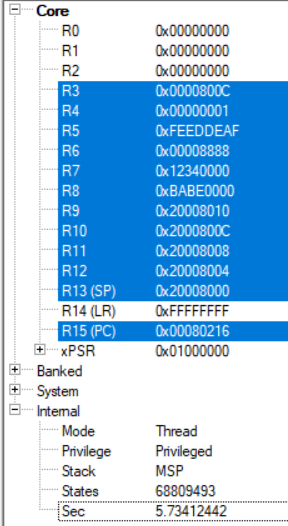 Core
R0 0x00000000
R1 0x00000000
R2 0x00000000
R3 0x0000800C
R4 0x00000001
R5 0xFEEDDEAF
R6 0x00008888
R7 0x12340000
R8 0xBABE0000
R9 0x20008010
R10 0x2000800C
R11 0x20008008
R12 0x20008004
R13 (SP) 0x20008000
R14 (LR) 0xFFFFFFFF
R15 (PC) 0x00080216
xPSR 0x01000000
Banked
System
Internal
Mode Thread
Privilege Privileged
Stack MSP
States 68809493
Sec 5.73412442